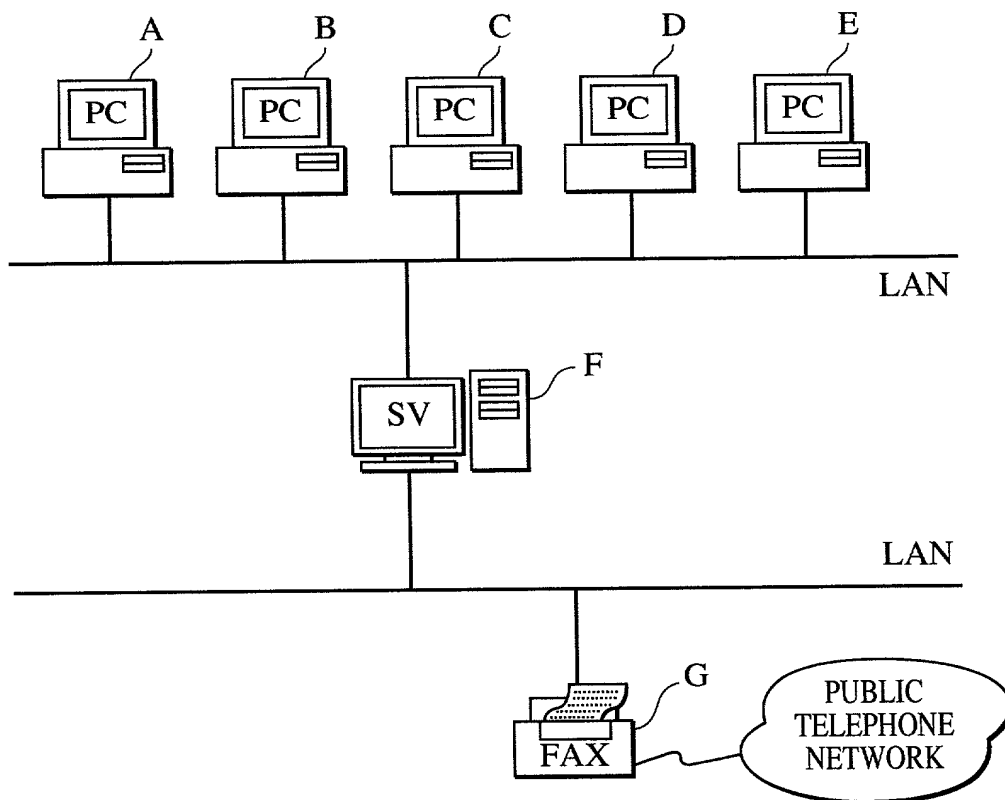 A B C D E
PC PC PC PC PC
LAN
F
SV
LAN
G
FAX
PUBLIC
TELEPHONE
NETWORK